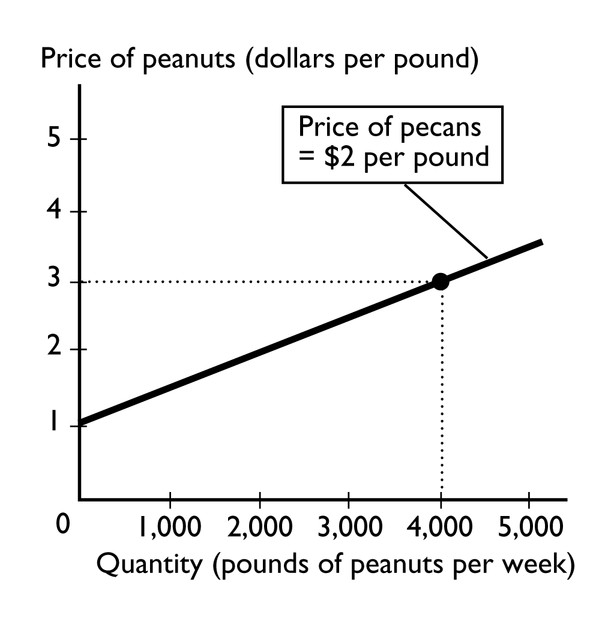 Price of peanuts (dollars per pound)
5
Price of pecans
= $2 per pound
4
3
2
1
0
1,000
2,000
3,000
4,000
5,000
Quantity (pounds of peanuts per week)